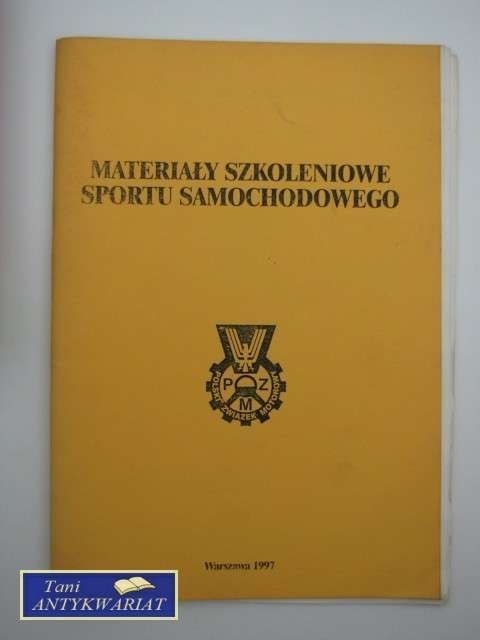 MATERIAŁY SZKOLENIOWE
SPORTU SAMOCHODOWEGO
P Z
M
POLSKI ZWIĄZEK MOTOROWY
Warszawa 1997
Tani
ANTYKWARIAT